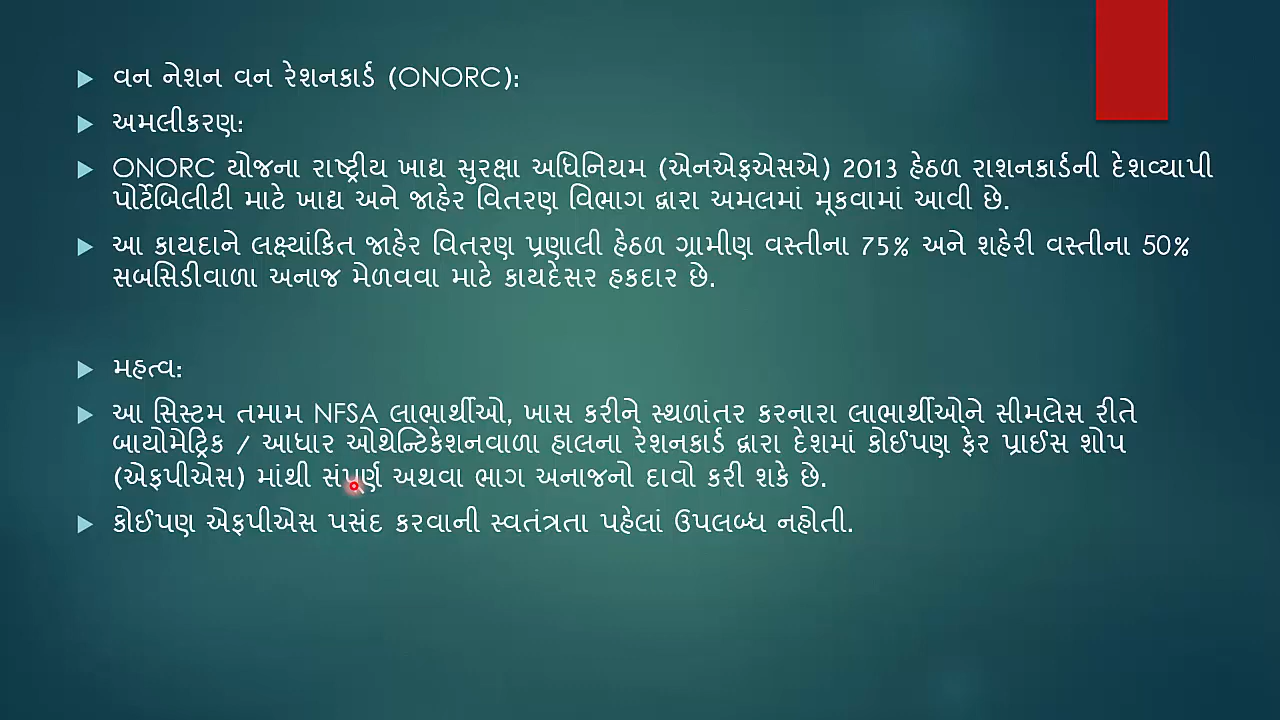 વન નેશન વન રેશનકાર્ડ (ONORC):
અમલીકરણ:
ONORC યોજના રાષ્ટ્રીય ખાદ્ય સુરક્ષા અધિનિયમ (એનએફએસએ) 2013 હેઠળ રાશનકાર્ડની દેશવ્યાપી
પોર્ટેબિલીટી માટે ખાદ્ય અને જાહેર વિતરણ વિભાગ દ્વારા અમલમાં મૂકવામાં આવી છે.
આ કાયદાને લક્ષ્યાંકિત જાહેર વિતરણ પ્રણાલી હેઠળ ગ્રામીણ વસ્તીના 75% અને શહેરી વસ્તીના 50%
સબસિડીવાળા અનાજ મેળવવા માટે કાયદેસર હકદાર છે.
મહત્વ:
આ સિસ્ટમ તમામ NFSA લાભાર્થીઓ, ખાસ કરીને સ્થળાંતર કરનારા લાભાર્થીઓને સીમલેસ રીતે
બાયોમેટ્રિક / આધાર ઓથેન્ટિકેશનવાળા હાલના રેશનકાર્ડ દ્વારા દેશમાં કોઈપણ ફેર પ્રાઈસ શોપ
(એફપીએસ) માંથી સંપૂર્ણ અથવા ભાગ અનાજનો દાવો કરી શકે છે.
કોઈપણ એફપીએસ પસંદ કરવાની સ્વતંત્રતા પહેલાં ઉપલબ્ધ નહોતી.